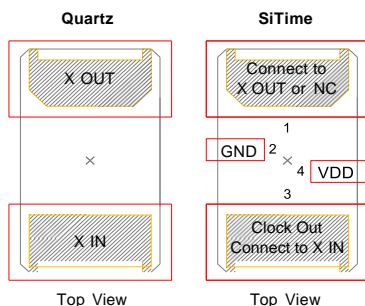 Quartz
X OUT
X IN
Top View
SiTime
Connect to
X OUT or NC
1
GND 2
4 VDD
3
Clock Out
Connect to X IN
Top View